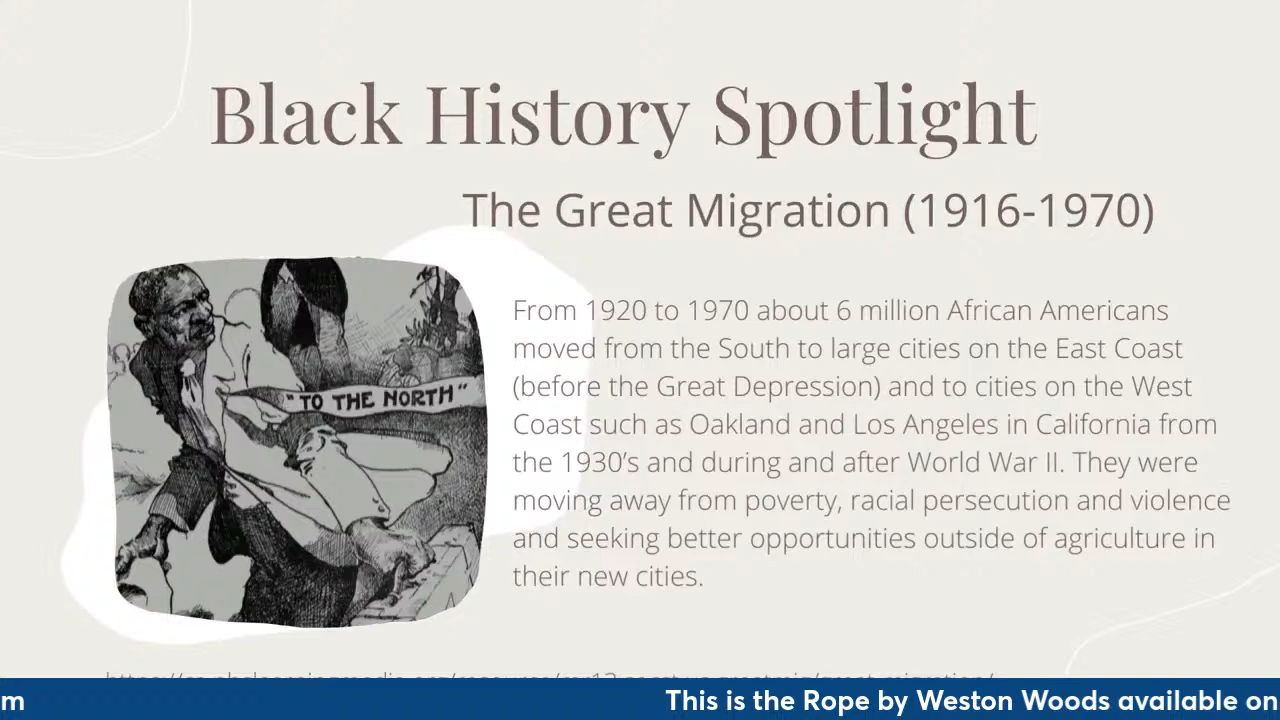 Black History Spotlight
The Great Migration (1916-1970)
"TO THE NORTH"
From 1920 to 1970 about 6 million African Americans
moved from the South to large cities on the East Coast
(before the Great Depression) and to cities on the West
Coast such as Oakland and Los Angeles in California from
the 1930’s and during and after World War II. They were
moving away from poverty, racial persecution and violence
and seeking better opportunities outside of agriculture in
their new cities.
m This is the Rope by Weston Woods available on